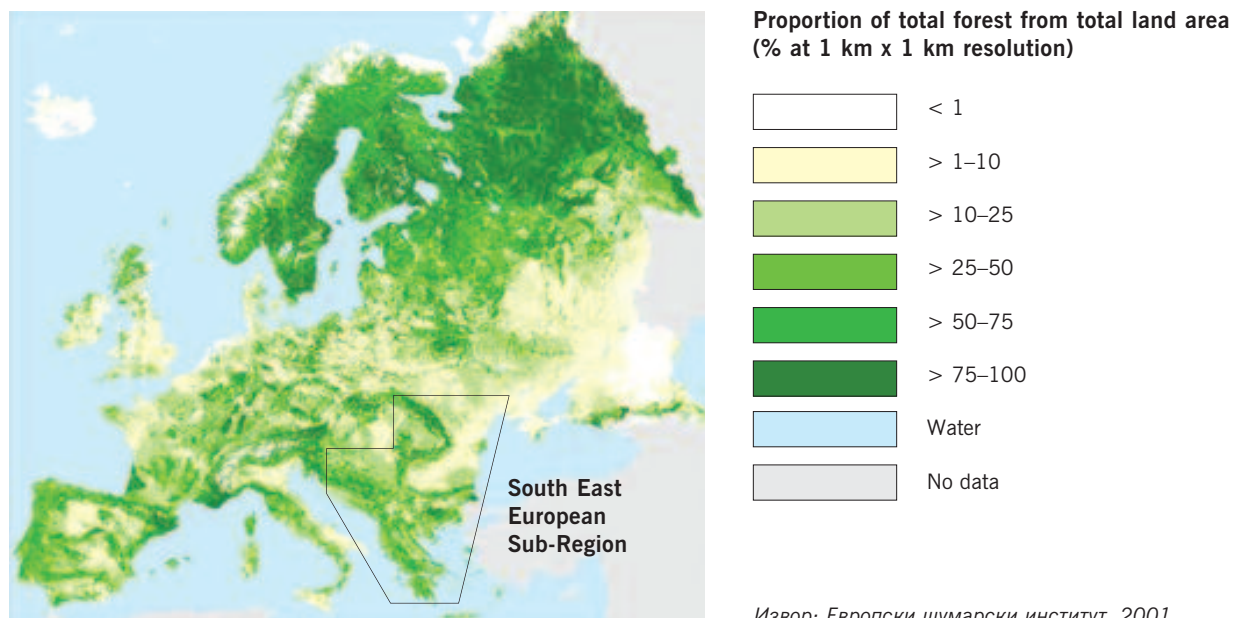 Proportion of total forest from total land area
(% at 1 km x 1 km resolution)
< 1
> 1–10
> 10–25
> 25–50
> 50–75
> 75–100
Water
No data
South East
European
Sub-Region
Извор: Европски шумарски институт, 2001